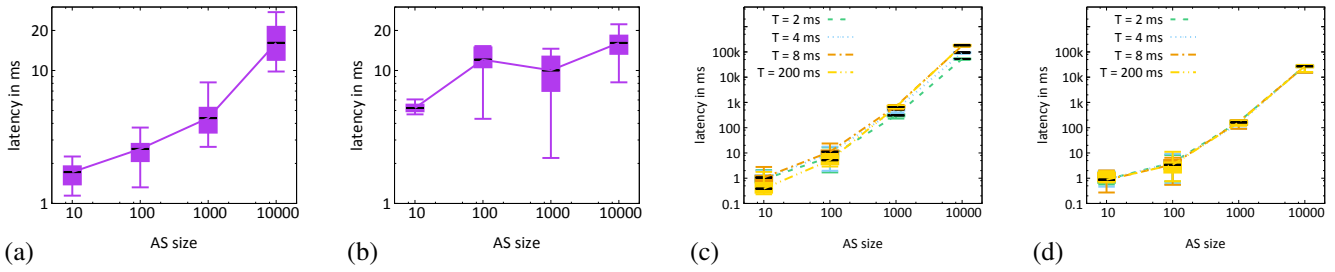 20
10
1
latency in ms
10 100 1000 10000
AS size
(a)
20
10
1
latency in ms
10 100 1000 10000
AS size
(b)
T = 2 ms
T = 4 ms
T = 8 ms
T = 200 ms
100k
10k
1k
100
10
1
0.1
latency in ms
10 100 1000 10000
AS size
(c)
T = 2 ms
T = 4 ms
T = 8 ms
T = 200 ms
100k
10k
1k
100
10
1
0.1
latency in ms
10 100 1000 10000
AS size
(d)